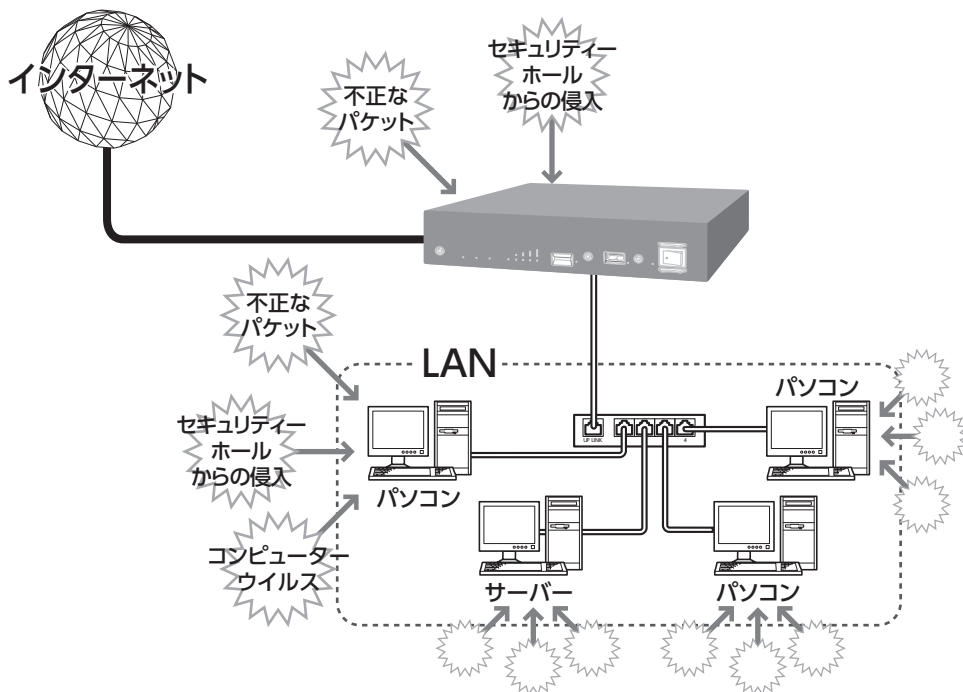 インターネット
セキュリティー
ホール
からの侵入
不正な
パケット
不正な
パケット
LAN
パソコン
セキュリティー
ホール
からの侵入
UP LINK
4
パソコン
コンピューター
ウイルス
サーバー
パソコン